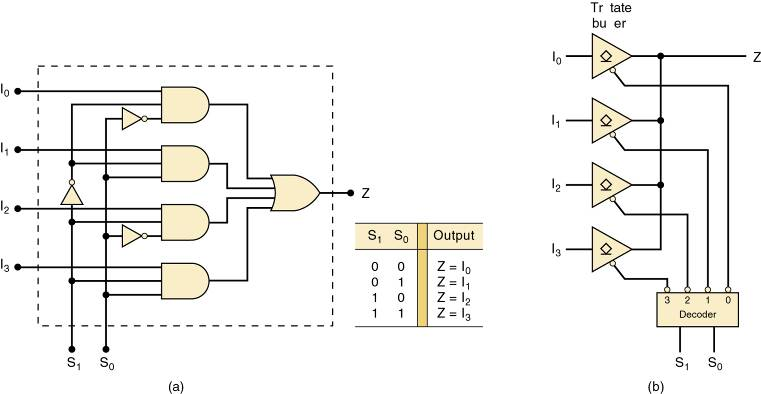 Tr tate
bu er
I0
I1
I2
I3
Z
S1 S0
(a)
S1 S0 Output
0 0 Z = I0
0 1 Z = I1
1 0 Z = I2
1 1 Z = I3
I0
I1
I2
I3
Z
3 2 1 0
Decoder
S1 S0
(b)